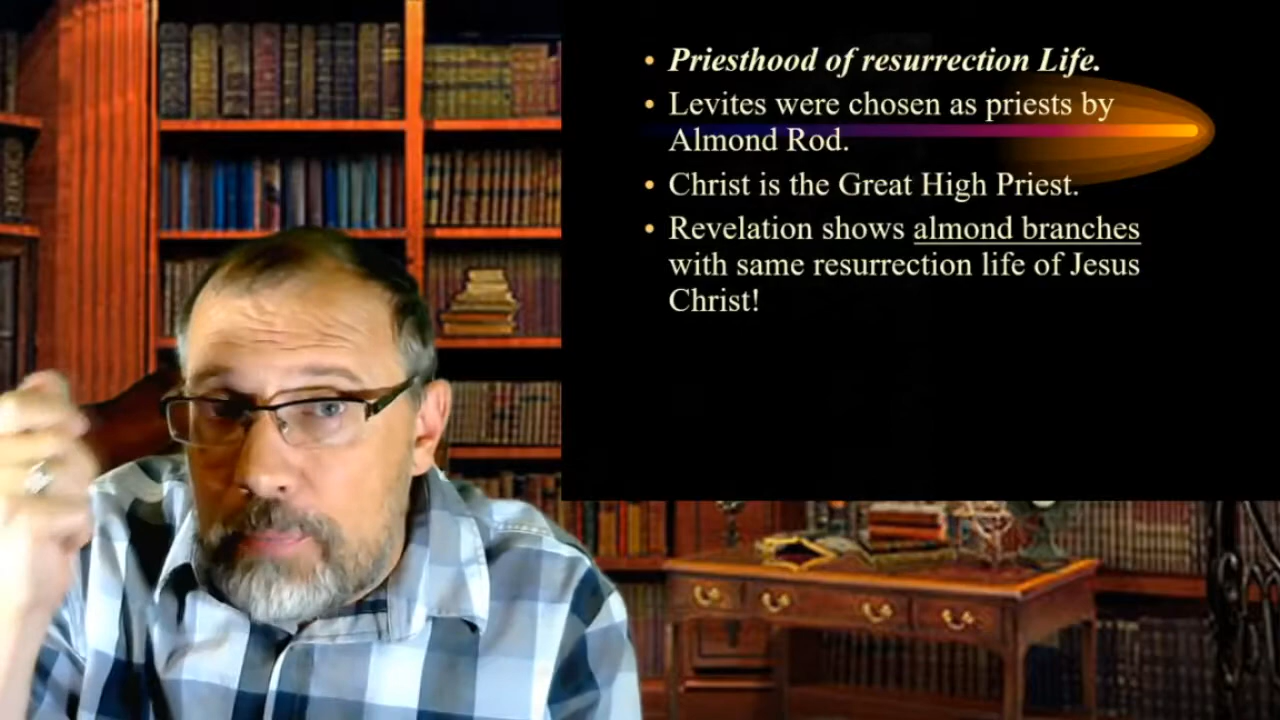 • Priesthood of resurrection Life.
• Levites were chosen as priests by
Almond Rod.
• Christ is the Great High Priest.
• Revelation shows almond branches
with same resurrection life of Jesus
Christ!